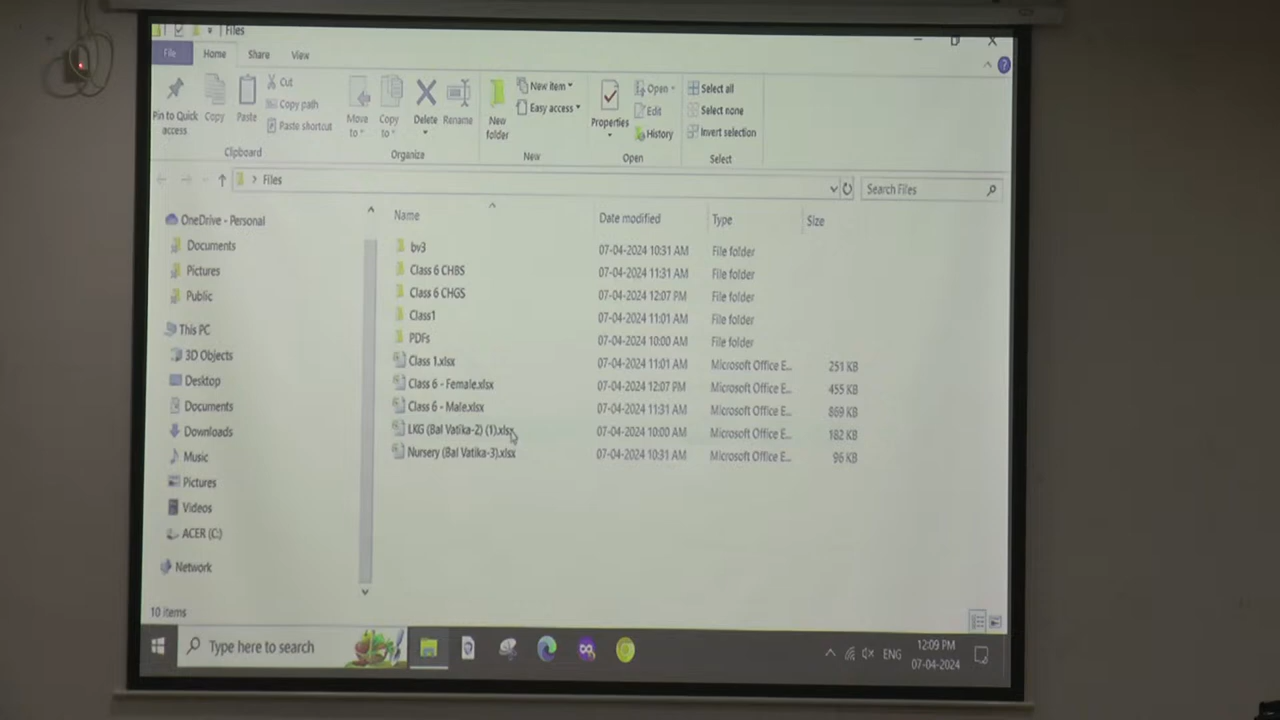 Files
File Home Share View
Pin to Quick access
Copy
Paste
Cut
Copy path
Paste shortcut
Clipboard
Move to
Copy to
Delete
Rename
Organize
New folder
New item
Easy access
New
Properties
Open
Edit
History
Open
Select all
Select none
Invert selection
Select
Files
Search Files
OneDrive - Personal
Documents
Pictures
Public
This PC
3D Objects
Desktop
Documents
Downloads
Music
Pictures
Videos
ACER (C:)
Network
Name Date modified Type Size
bv3 07-04-2024 10:31 AM File folder
Class 6 CHBS 07-04-2024 11:31 AM File folder
Class 6 CHGS 07-04-2024 12:07 PM File folder
Class1 07-04-2024 11:01 AM File folder
PDFs 07-04-2024 10:00 AM File folder
Class 1.xlsx 07-04-2024 11:01 AM Microsoft Office E... 251 KB
Class 6 - Female.xlsx 07-04-2024 12:07 PM Microsoft Office E... 455 KB
Class 6 - Male.xlsx 07-04-2024 11:31 AM Microsoft Office E... 869 KB
LKG (Bal Vatika-2) (1).xlsx 07-04-2024 10:00 AM Microsoft Office E... 182 KB
Nursery (Bal Vatika-3).xlsx 07-04-2024 10:31 AM Microsoft Office E... 96 KB
10 items
Type here to search
ENG
12:09 PM
07-04-2024